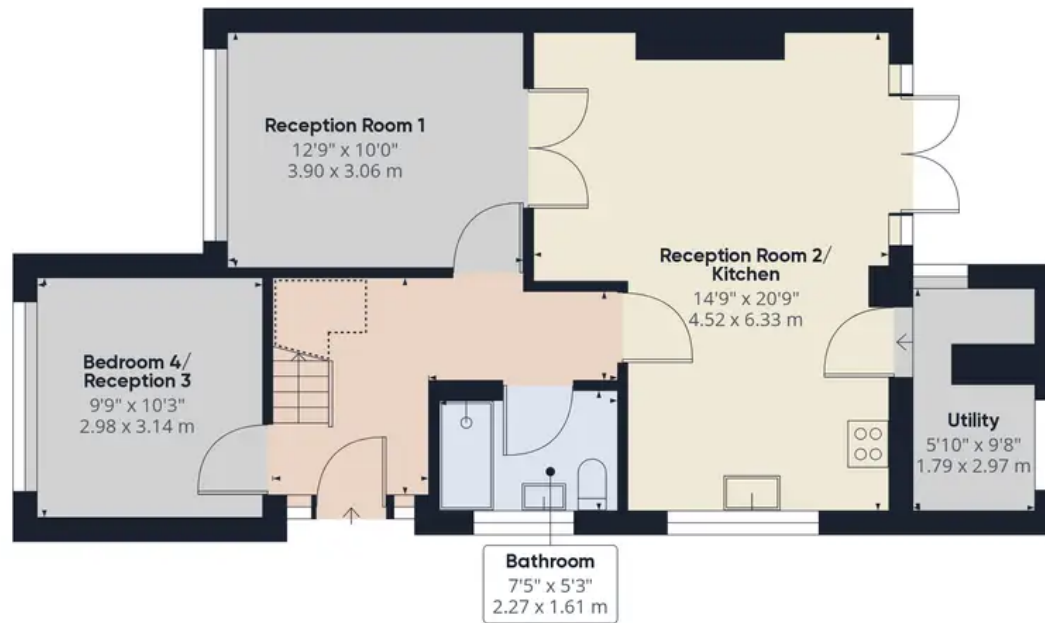 Reception Room 1
12'9" x 10'0"
3.90 x 3.06 m
Reception Room 2/
Kitchen
14'9" x 20'9"
4.52 x 6.33 m
Bedroom 4/
Reception 3
9'9" x 10'3"
2.98 x 3.14 m
Utility
5'10" x 9'8"
1.79 x 2.97 m
Bathroom
7'5" x 5'3"
2.27 x 1.61 m